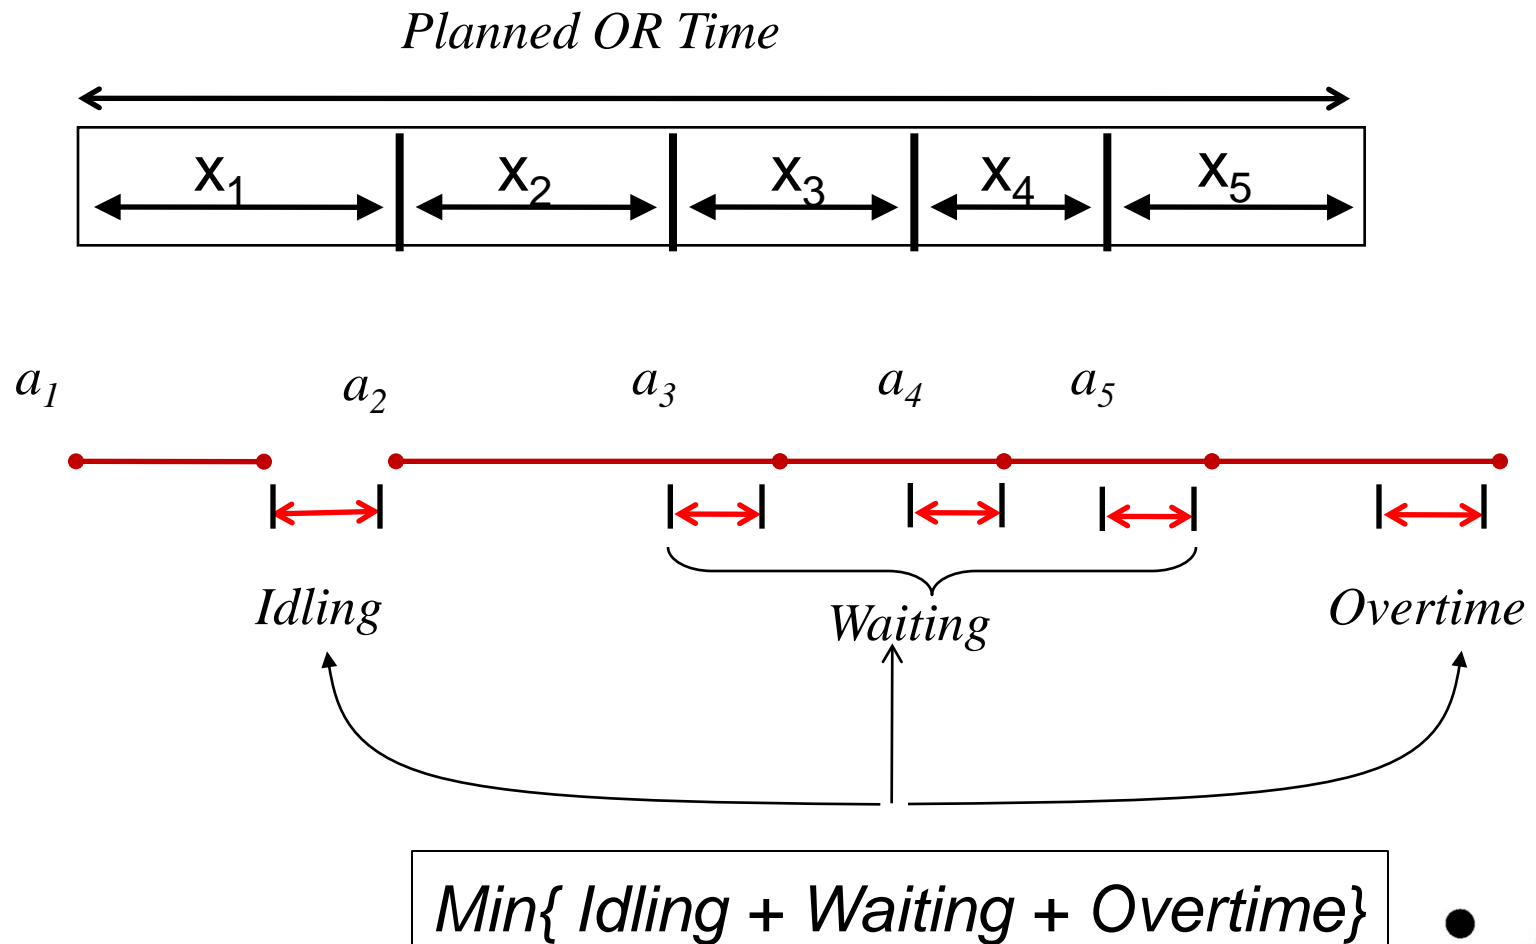 Planned OR Time
x1 x2 x3 x4 x5
a1 a2 a3 a4 a5
Idling Waiting Overtime
Min{ Idling + Waiting + Overtime}